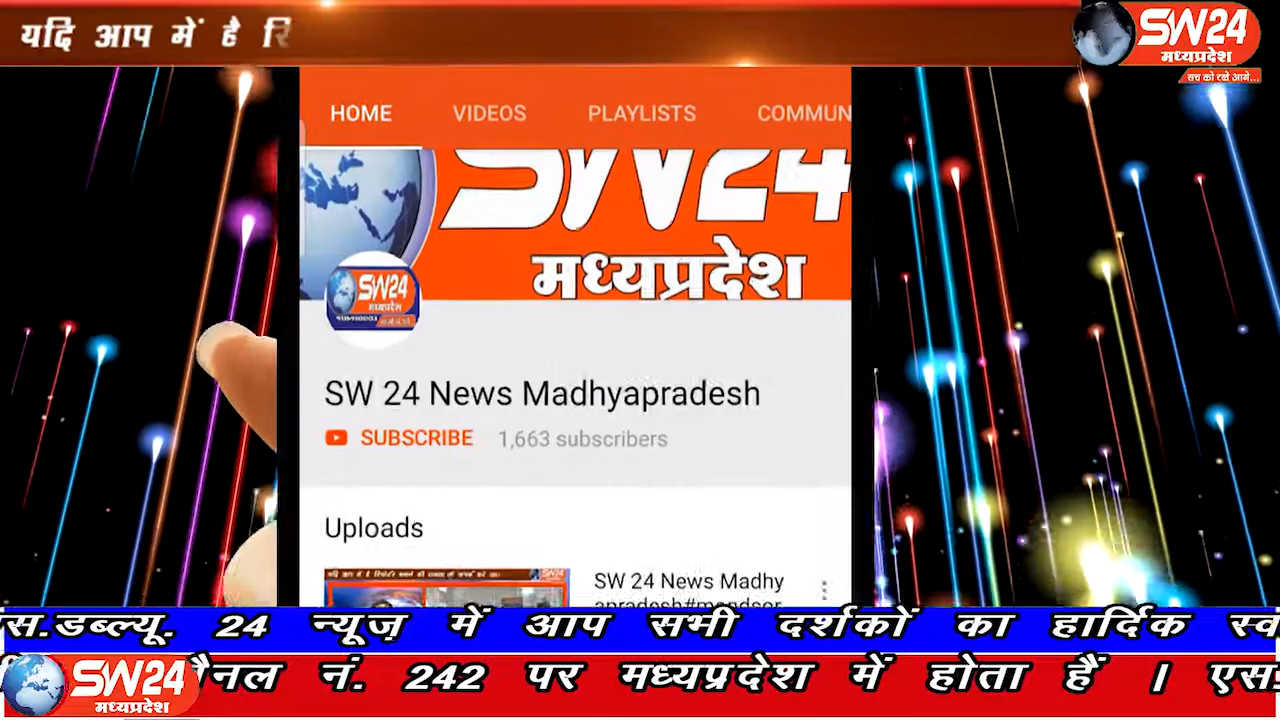 यदि आप में है रि
SW24
मध्यप्रदेश
सच को रखे आगे...
HOME VIDEOS PLAYLISTS COMMUN
SW24
मध्यप्रदेश
SW24
मध्यप्रदेश
SW 24 News Madhyapradesh
SUBSCRIBE 1,663 subscribers
Uploads
SW 24 News Madhy
apradesh#mandsor
स.डब्ल्यू. 24 न्यूज़ में आप सभी दर्शकों का हार्दिक स्व
नल नं. 242 पर मध्यप्रदेश में होता हैं । एस
SW24
मध्यप्रदेश